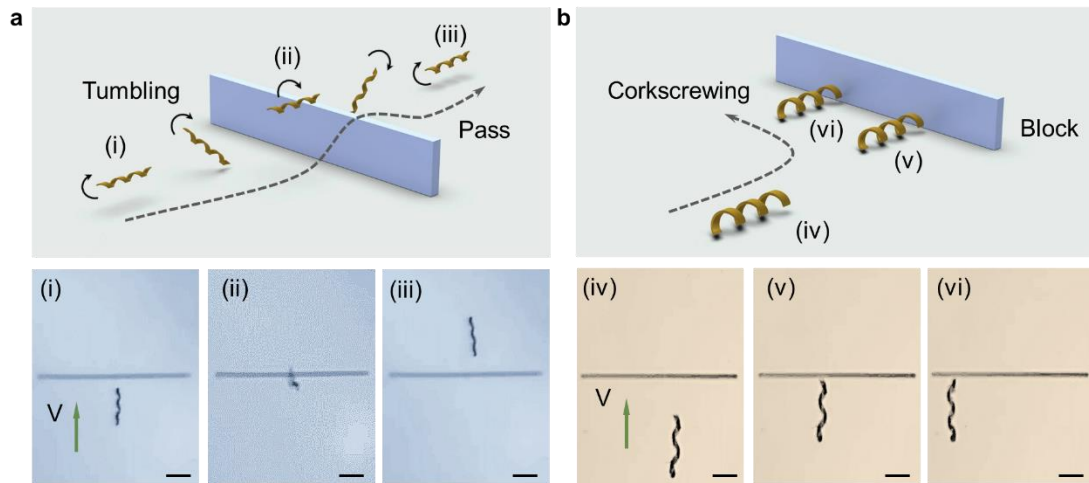 a
(iii)
(ii)
Tumbling
Pass
(i)
b
Corkscrewing
(vi)
Block
(v)
(iv)
(i)
V
(ii)
(iii)
(iv)
V
(v)
(vi)